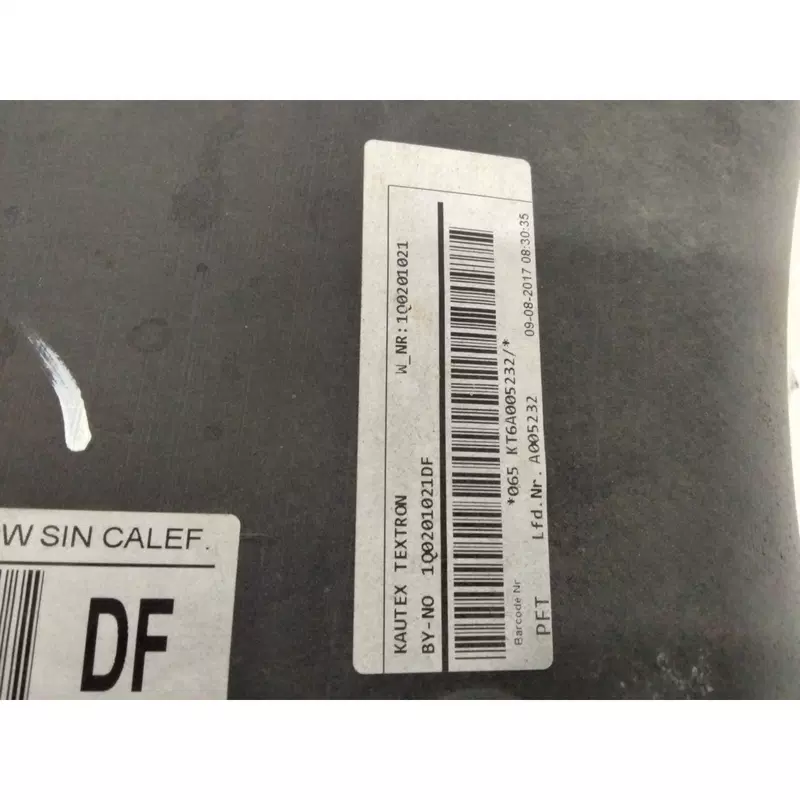 KAUTEX TEXTRON W_NR:1Q0201021
BY-NO 1Q0201021DF
*065 KT6A005232/*
Barcode Nr
PFT Lfd.Nr. A005232 09-08-2017 08:30:35
W SIN CALEF.
DF